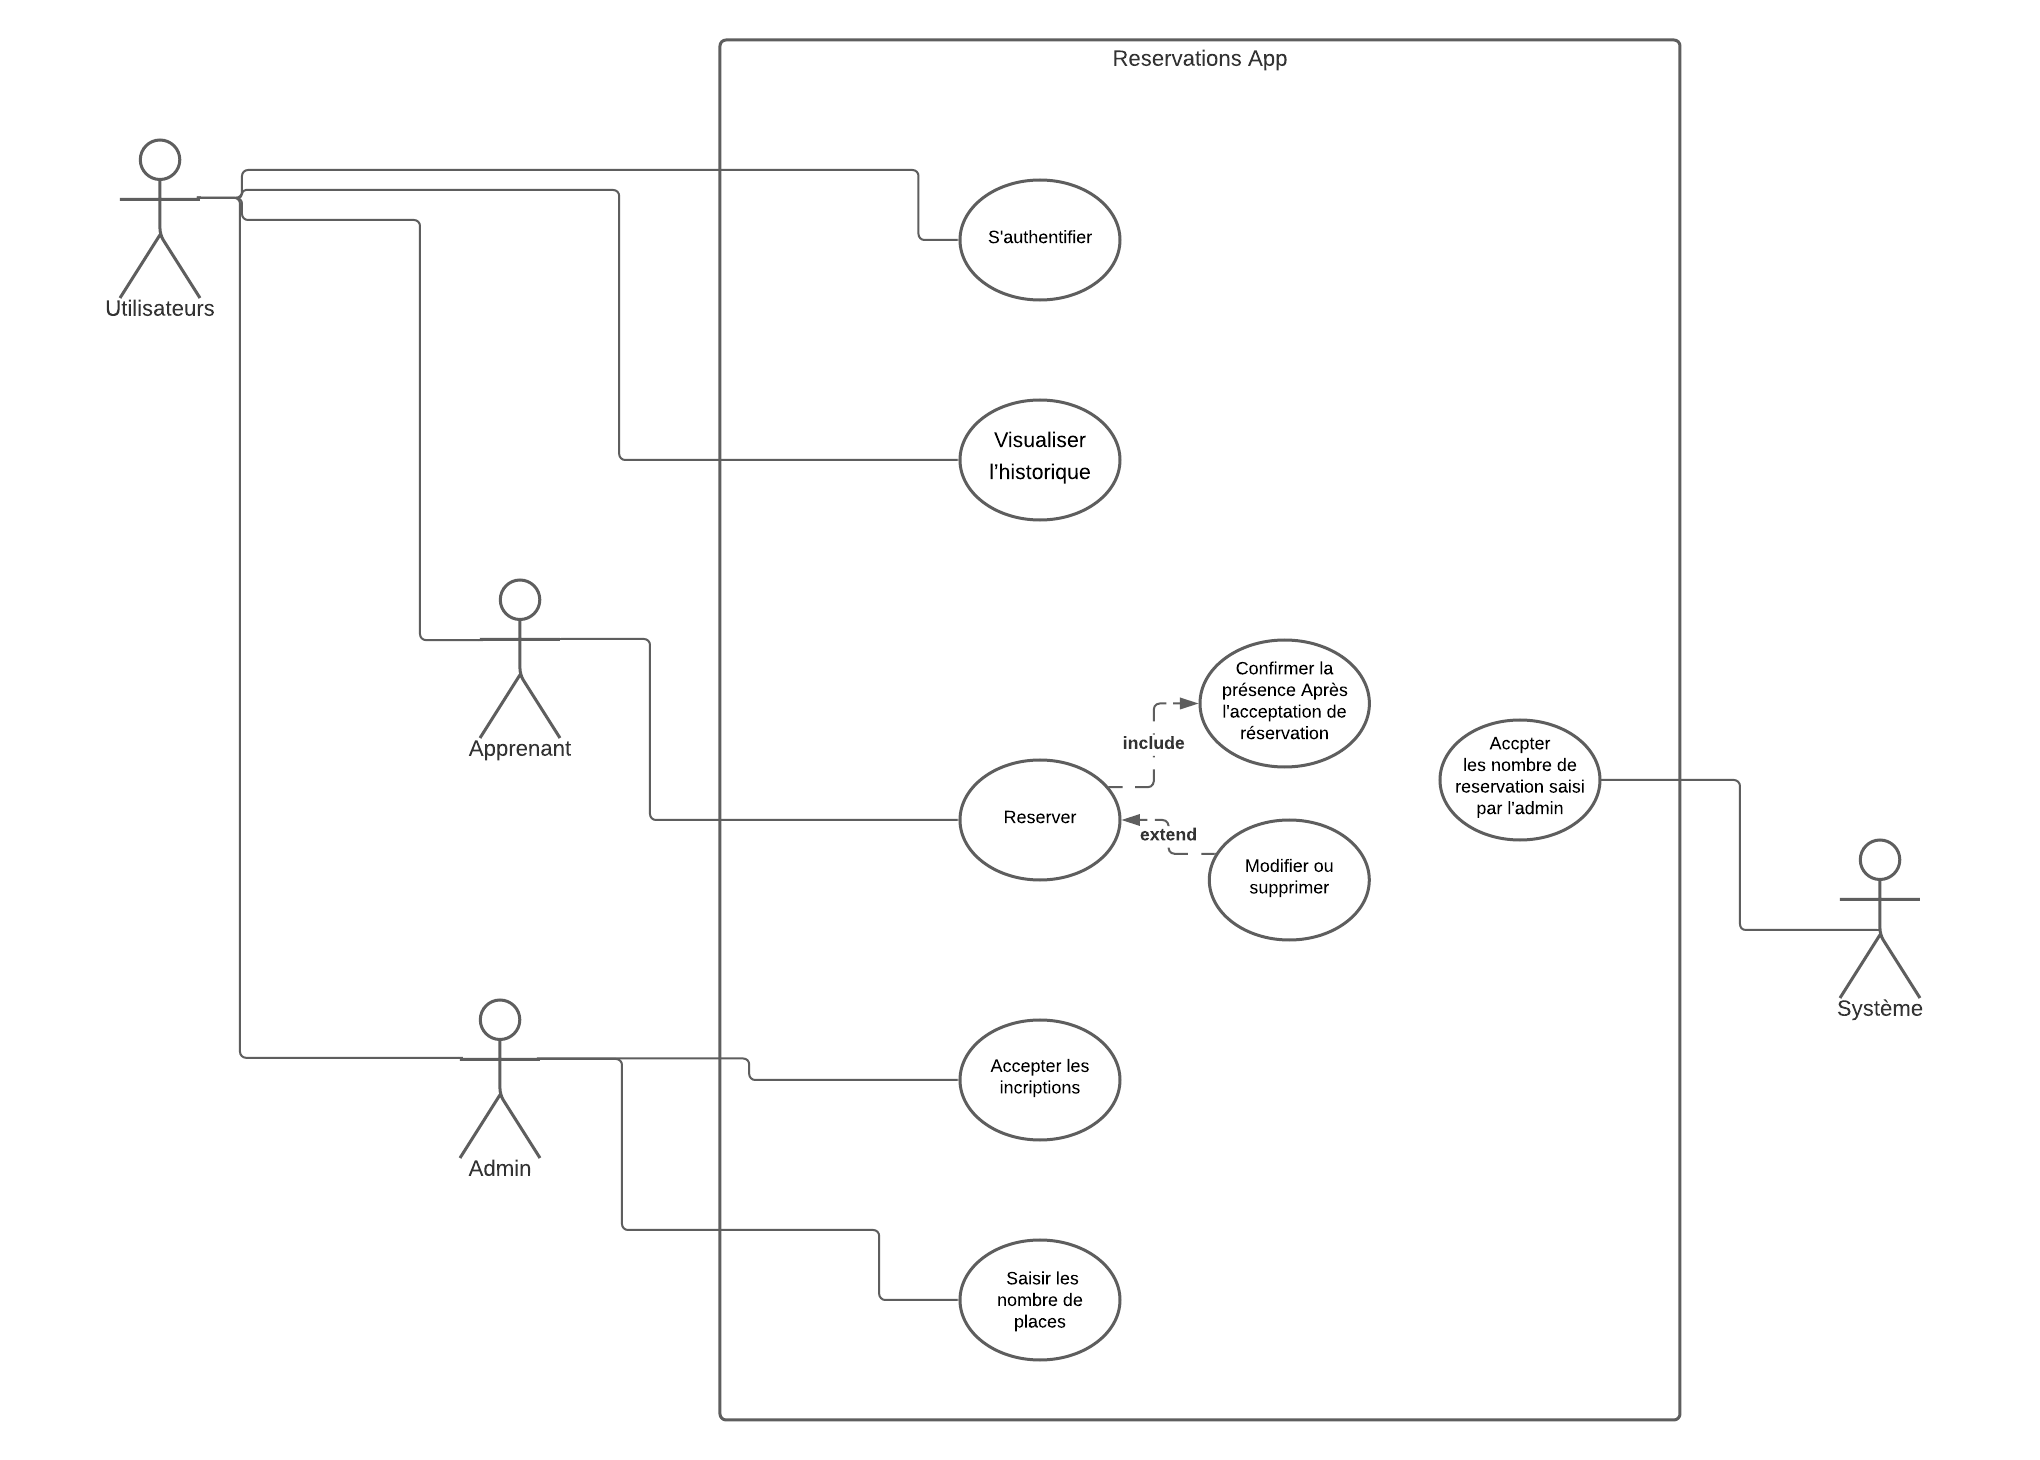 Reservations App
Utilisateurs
S'authentifier
Visualiser
l'historique
Apprenant
Confirmer la
présence Après
l'acceptation de
réservation
include
Accpter
les nombre de
reservation saisi
par l'admin
Reserver
extend
Modifier ou
supprimer
Système
Admin
Accepter les
incriptions
Saisir les
nombre de
places